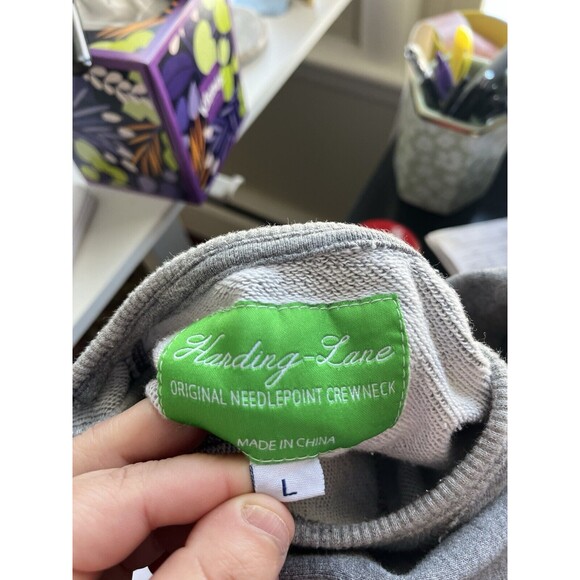 Harding-Lane
ORIGINAL NEEDLEPOINT CREWNECK
MADE IN CHINA
L